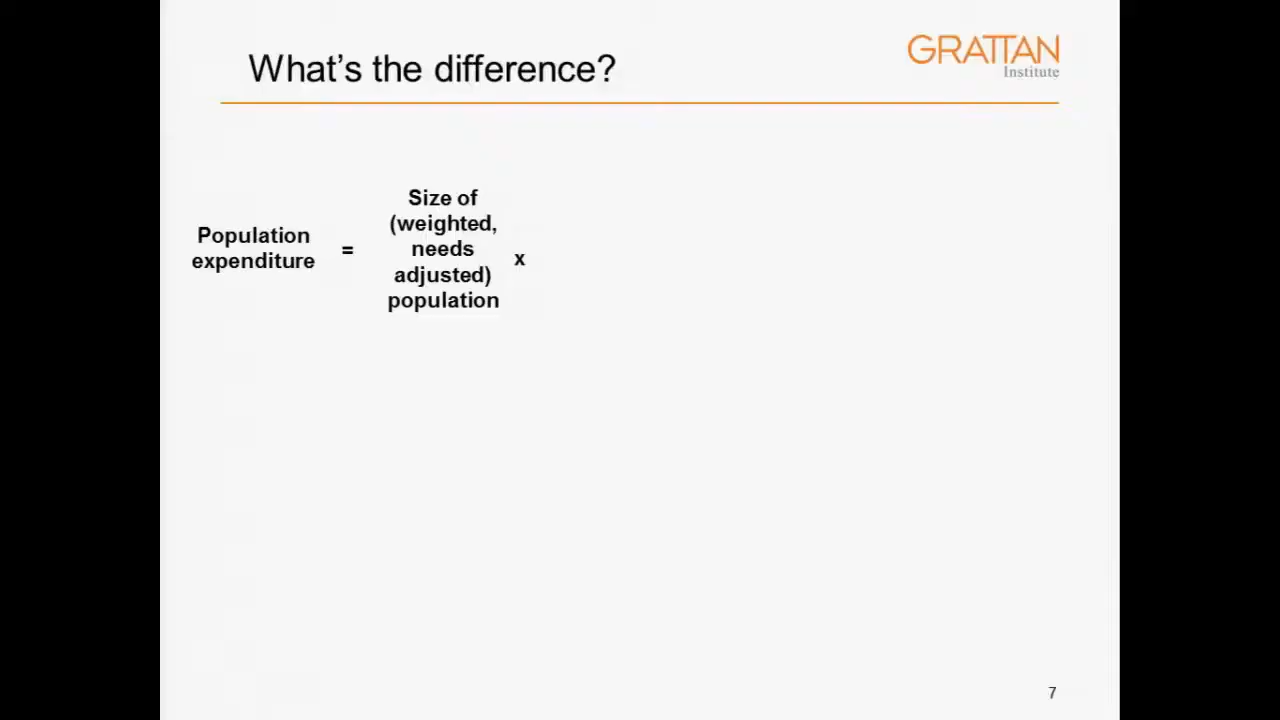 What's the difference?
GRATTAN
Institute
Population
expenditure
=
Size of
(weighted,
needs
adjusted)
population
x
7